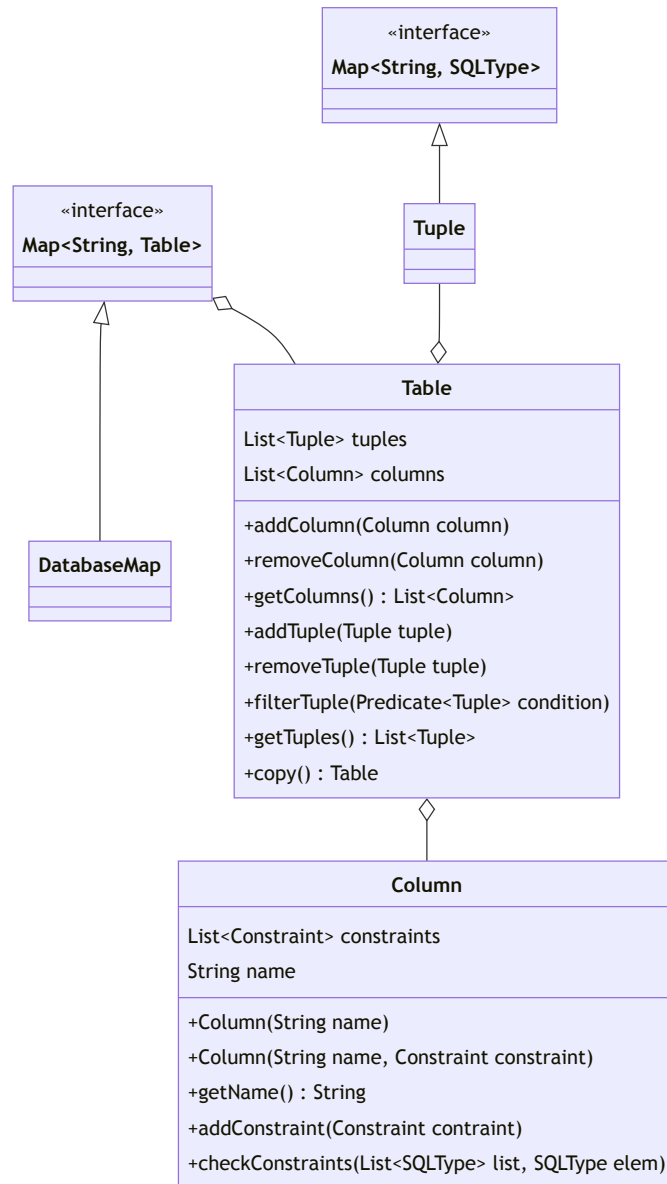 «interface»
Map<String, SQLType>
«interface»
Map<String, Table>
Tuple
Table
List<Tuple> tuples
List<Column> columns
+addColumn(Column column)
+removeColumn(Column column)
+getColumns() : List<Column>
+addTuple(Tuple tuple)
+removeTuple(Tuple tuple)
+filterTuple(Predicate<Tuple> condition)
+getTuples() : List<Tuple>
+copy() : Table
DatabaseMap
Column
List<Constraint> constraints
String name
+Column(String name)
+Column(String name, Constraint constraint)
+getName() : String
+addConstraint(Constraint contraint)
+checkConstraints(List<SQLType> list, SQLType elem)